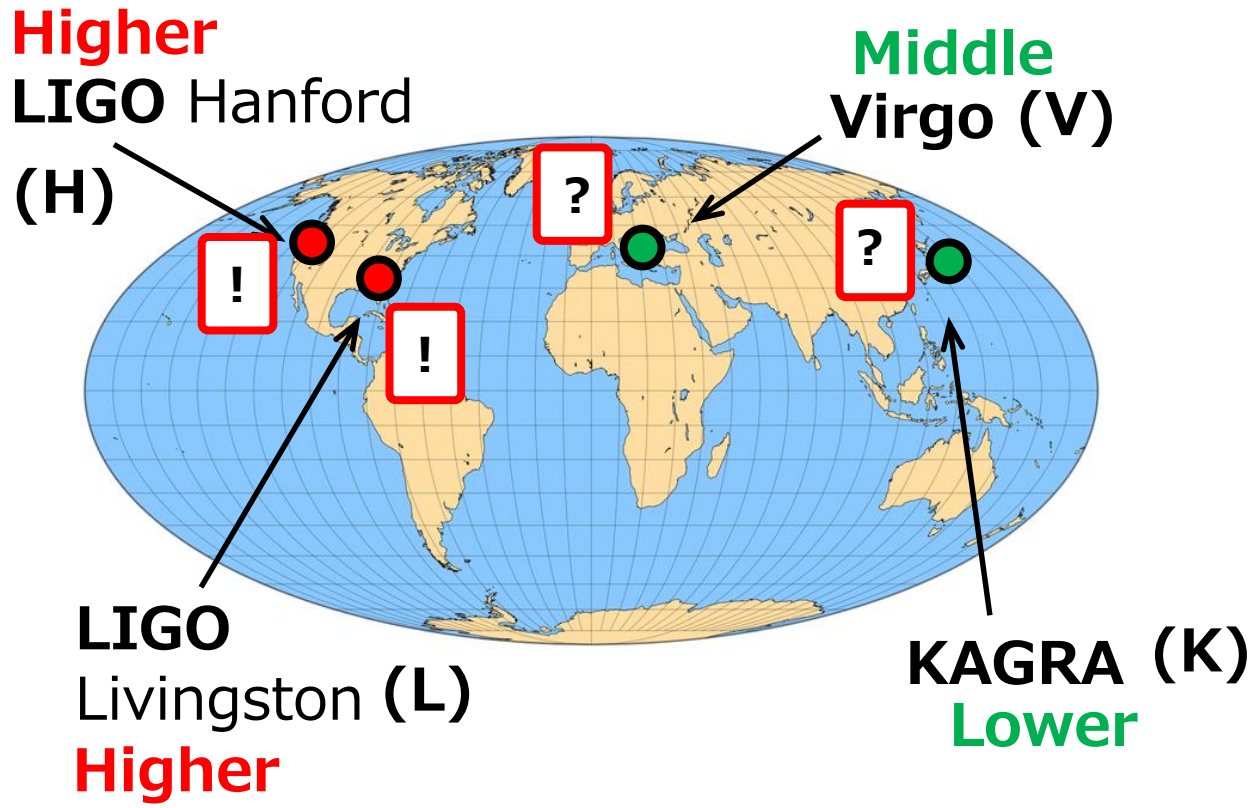 Higher
LIGO Hanford
(H)
Middle
Virgo (V)
?
?
!
!
LIGO
Livingston (L)
Higher
KAGRA (K)
Lower